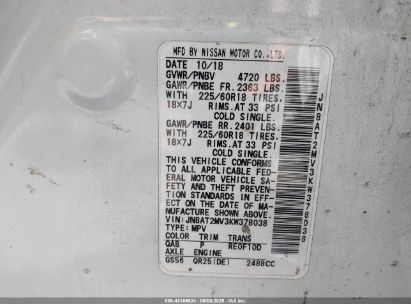 MFD BY NISSAN MOTOR CO.,LTD.
DATE 10/18
GVWR/PNBV 4720 LBS.
GAWR/PNBE FR. 2363 LBS.
WITH 225/60R18 TIRES.
18x7J RIMS.AT 33 PSI
COLD SINGLE.
GAWR/PNBE RR. 2401 LBS.
WITH 225/60R18 TIRES.
18x7J RIMS.AT 33 PSI
COLD SINGLE.
THIS VEHICLE CONFORMS
TO ALL APPLICABLE FED-
ERAL MOTOR VEHICLE SA-
FETY AND THEFT PREVENTION
STANDARDS IN EFFECT
ON THE DATE OF MA-
NUFACTURE SHOWN ABOVE.
VIN: JN8AT2MV3KW378038
TYPE: MPV
COLOR TRIM TRANS
QAB P RE0F10D
AXLE ENGINE
GS56 QR25(DE) 2488CC
JN8AT2MV3KW378038